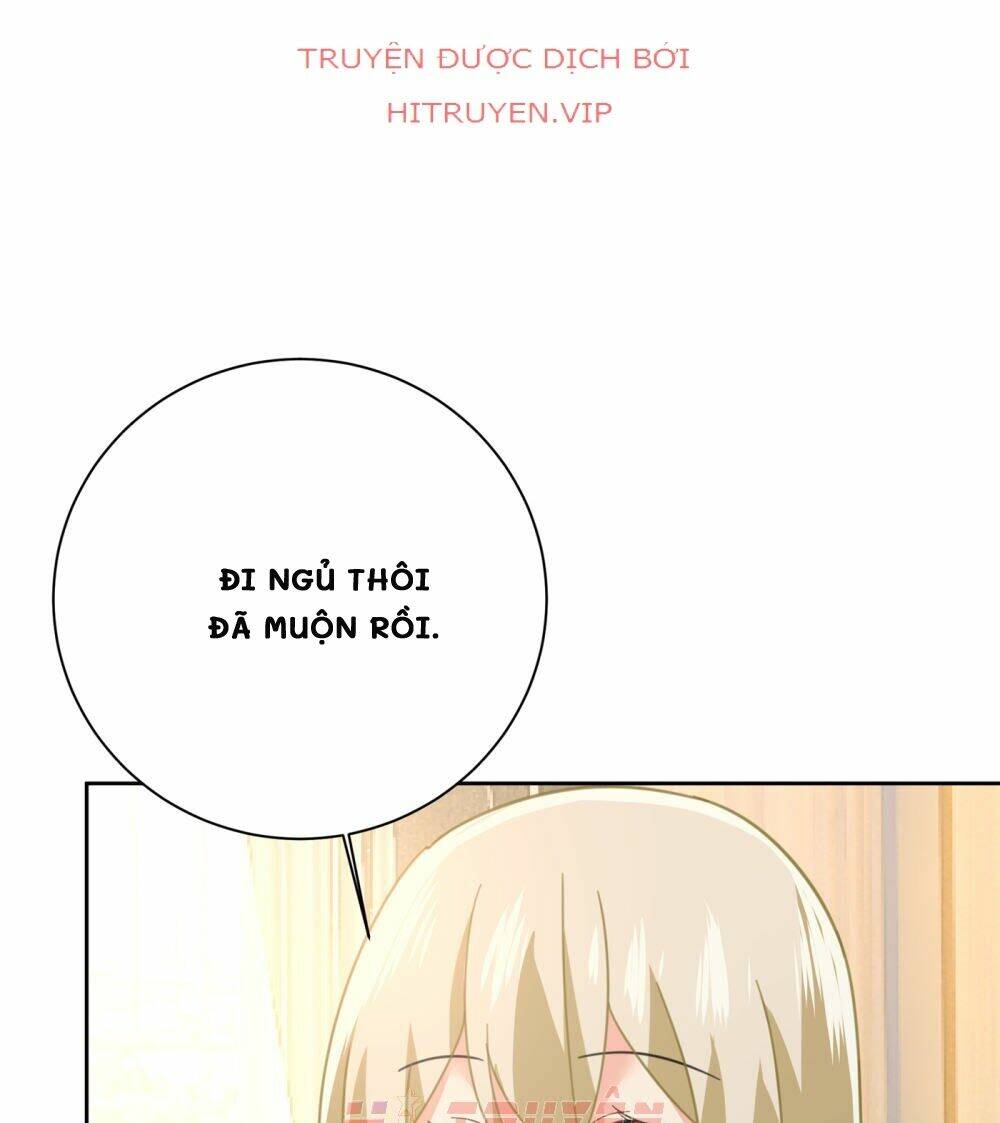 TRUYỆN ĐƯỢC DỊCH BỞI
HITRUYEN.VIP
ĐI NGỦ THÔI
ĐÃ MUỘN RỒI.